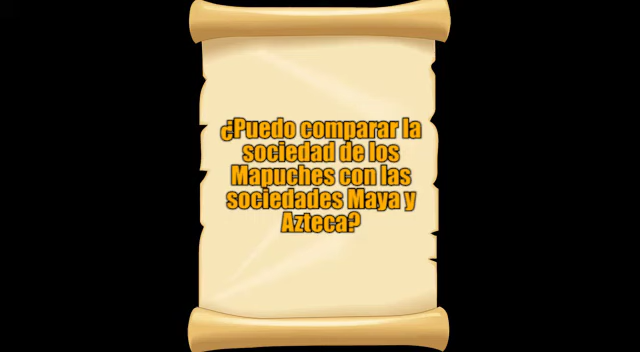 ¿Puedo comparar la
sociedad de los
Mapuches con las
sociedades Maya y
Azteca?